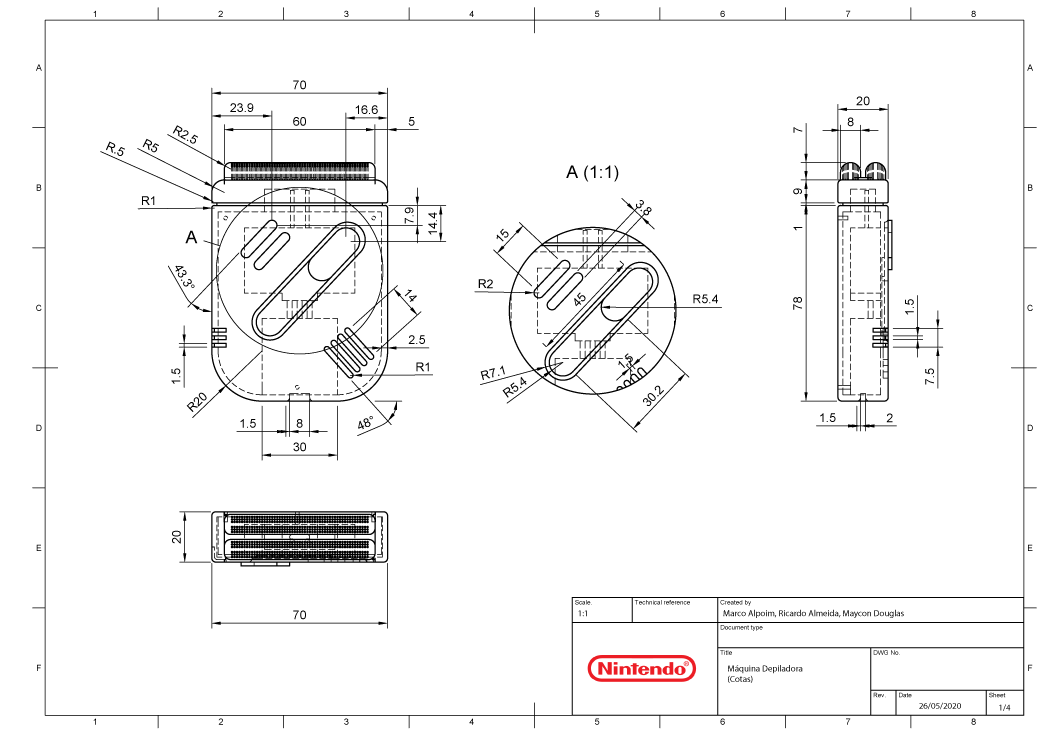 1 2 3 4 5 6 7 8
A A
B B
C C
D D
E E
F F
1 2 3 4 5 6 7 8
70
23.9
16.6
60
5
R2.5
R5
R.5
R1
A
7.9
14.4
43.3°
14
2.5
R1
1.5
R20
48°
1.5
8
30
A (1:1)
3.8
15
R2
45
R5.4
R7.1
R5.4
1.5
30.2
20
8
7
9
1
78
1.5
7.5
1.5
2
20
70
Scale.
1:1
Technical reference
Created by
Marco Alpoim, Ricardo Almeida, Maycon Douglas
Document type
Nintendo®
Title
Máquina Depiladora
(Cotas)
DWG No.
Rev.
Date
26/05/2020
Sheet
1/4